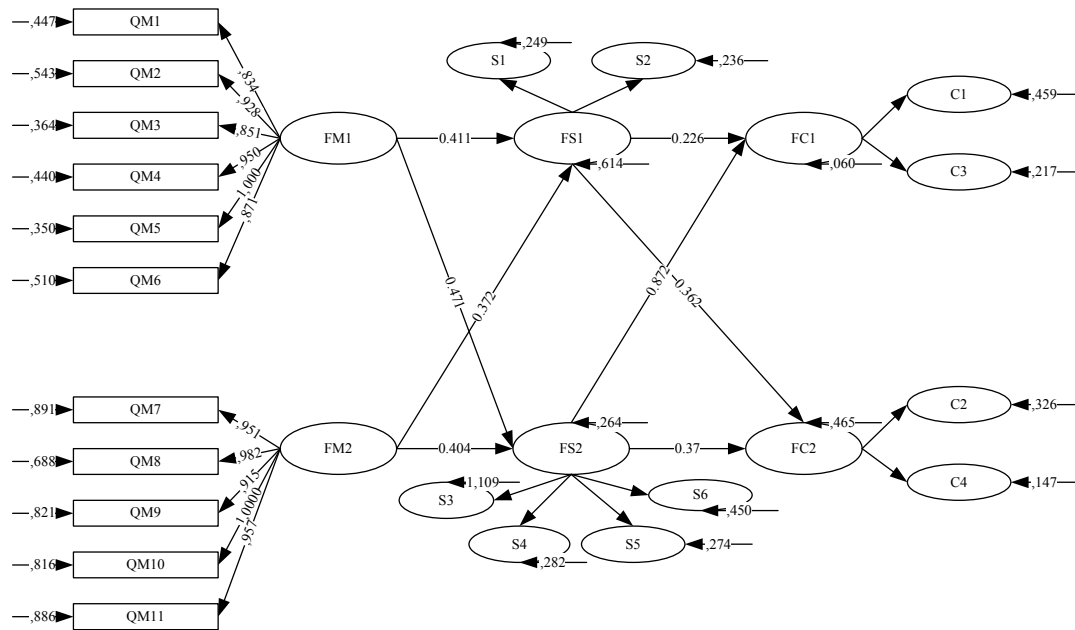 ,447 QM1
,543 QM2
,364 QM3
,440 QM4
,350 QM5
,510 QM6
,834
,928
,851
,950
1,000
,871
FM1
0.411
0.471
,891 QM7
,688 QM8
,821 QM9
,816 QM10
,886 QM11
,951
,982
,915
1,0000
,957
FM2
0.372
0.404
S1 ,249
S2 ,236
FS1
,614
0.226
0.362
FS2
,264
0.872
0.37
S3 1,109
S4 ,282
S5 ,274
S6 ,450
FC1
,060
C1 ,459
C3 ,217
FC2
,465
C2 ,326
C4 ,147